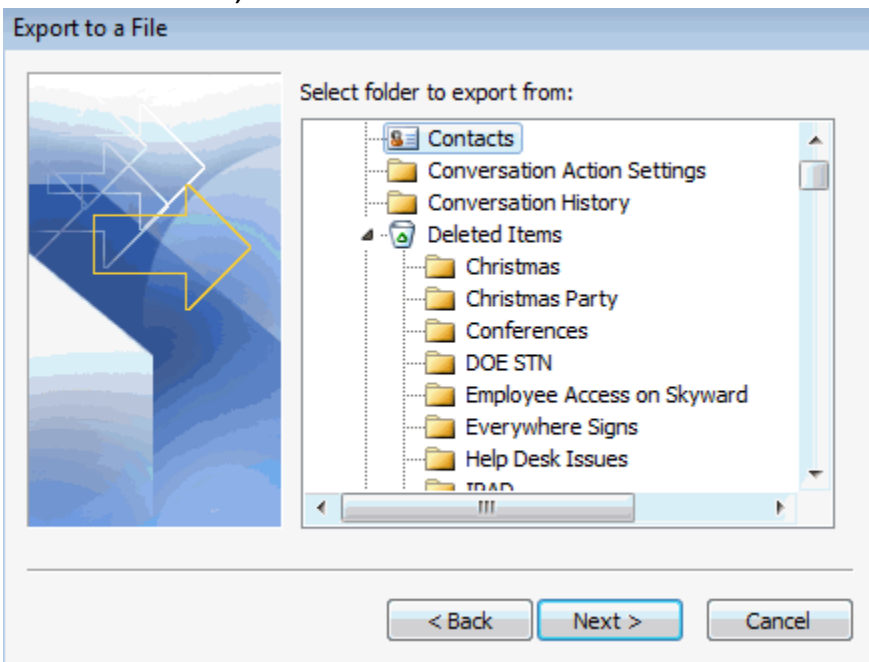 Export to a File
Select folder to export from:
Contacts
Conversation Action Settings
Conversation History
Deleted Items
Christmas
Christmas Party
Conferences
DOE STN
Employee Access on Skyward
Everywhere Signs
Help Desk Issues
IPAD
< Back Next > Cancel